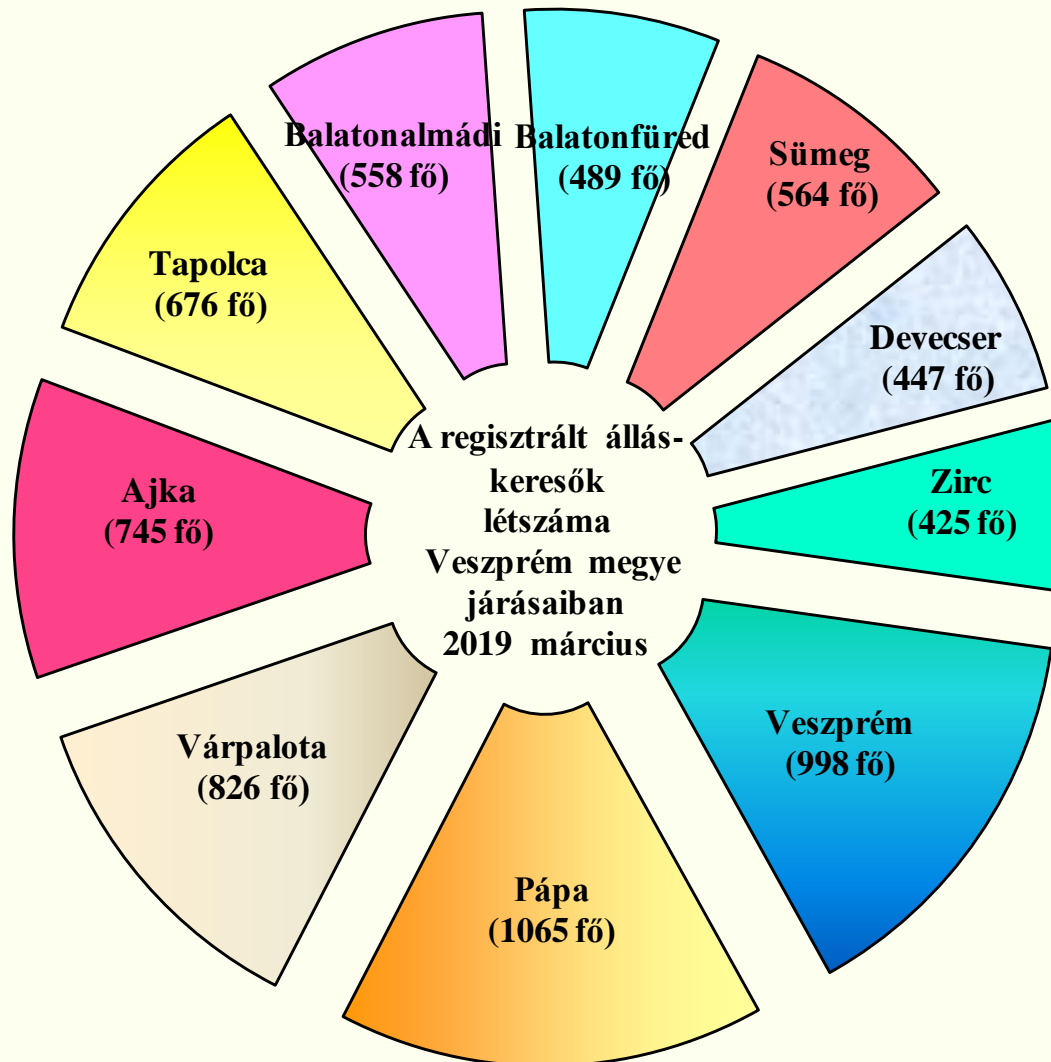 Balatonalmádi
(558 fő)
Balatonfüred
(489 fő)
Sümeg
(564 fő)
Devecser
(447 fő)
Zirc
(425 fő)
Veszprém
(998 fő)
Pápa
(1065 fő)
Várpalota
(826 fő)
Ajka
(745 fő)
Tapolca
(676 fő)
A regisztrált állás-
keresők
létszáma
Veszprém megye
járásaiban
2019 március